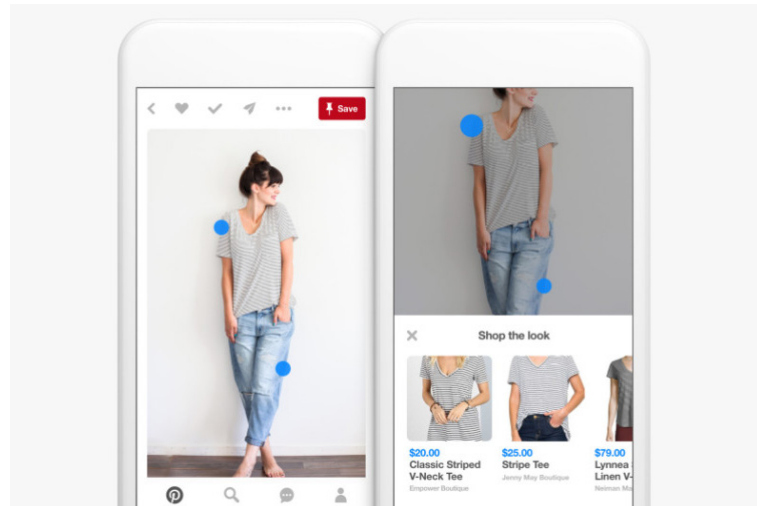 Save
Shop the look
$20.00
Classic Striped
V-Neck Tee
Empower Boutique
$25.00
Stripe Tee
Jenny May Boutique
$79.00
Lynnea
Linen V-
Neiman Ma